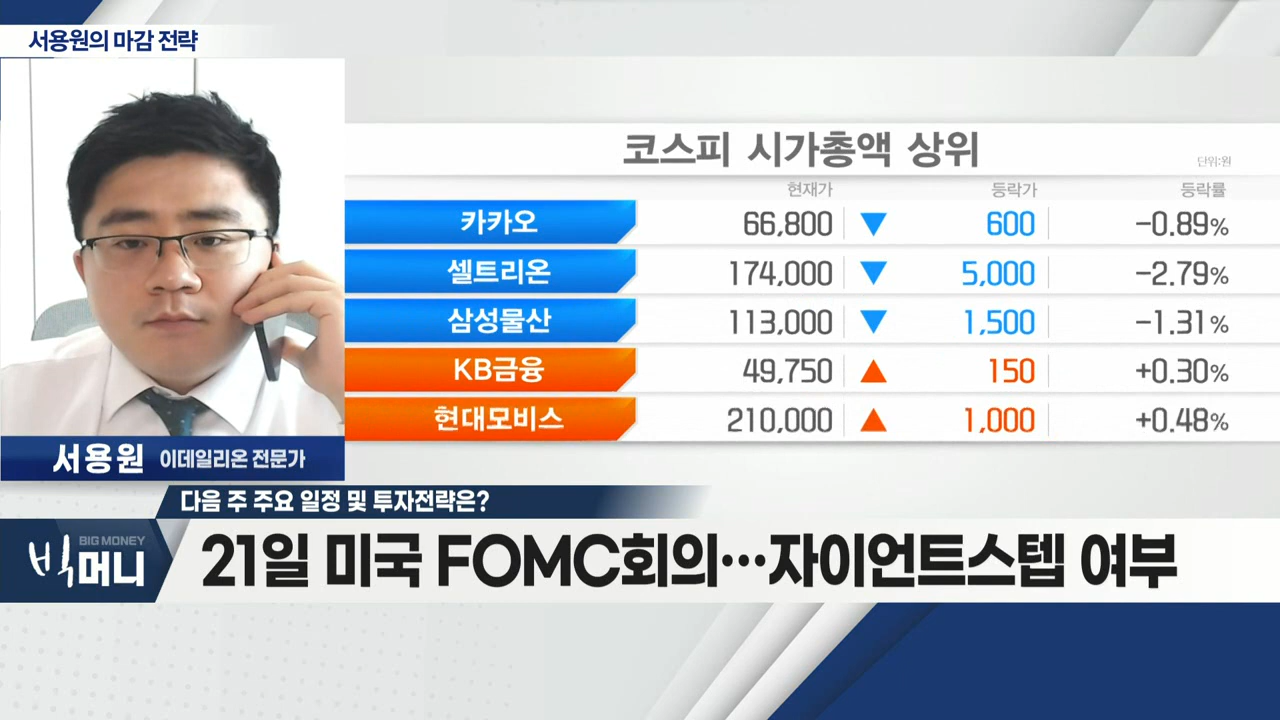 서용원의 마감 전략
코스피 시가총액 상위
단위:원
현재가 등락가 등락률
카카오 66,800 ▼ 600 -0.89%
셀트리온 174,000 ▼ 5,000 -2.79%
삼성물산 113,000 ▼ 1,500 -1.31%
KB금융 49,750 ▲ 150 +0.30%
현대모비스 210,000 ▲ 1,000 +0.48%
서용원 이데일리온 전문가
다음 주 주요 일정 및 투자전략은?
BIG MONEY
빅머니
21일 미국 FOMC회의…자이언트스텝 여부